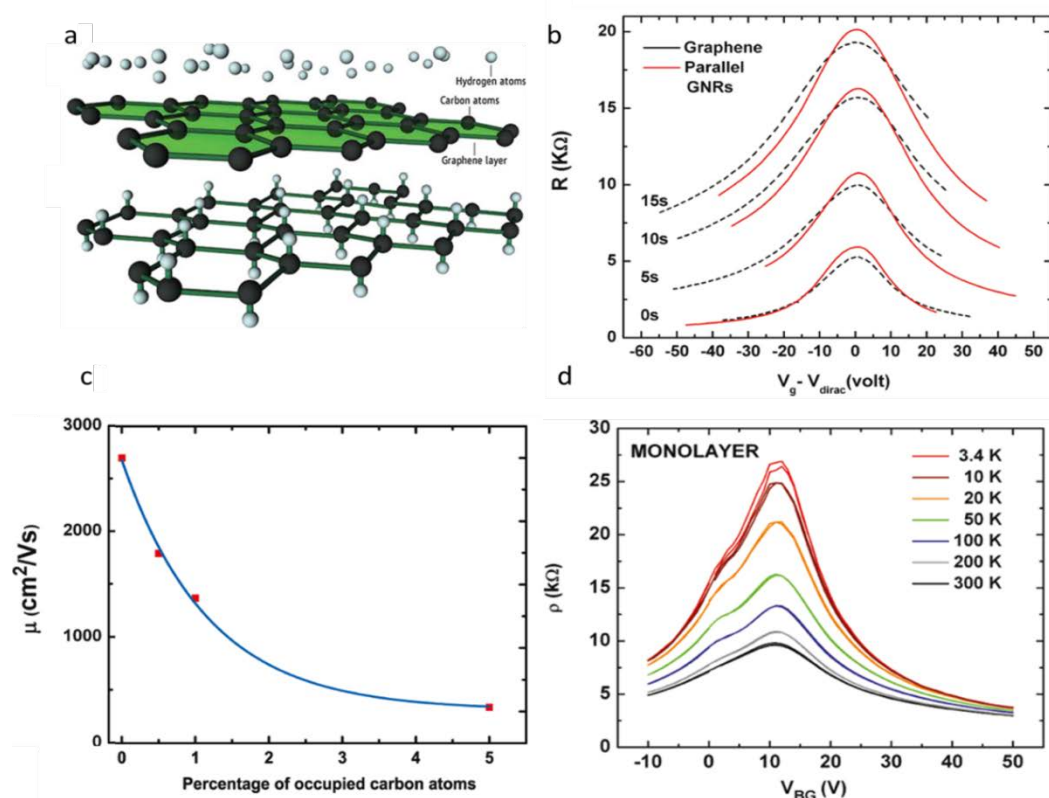 a
Hydrogen atoms
Carbon atoms
Graphene layer
b
Graphene
Parallel
GNRs
R (KΩ)
20
15
10
5
0
15s
10s
5s
0s
-60 -50 -40 -30 -20 -10 0 10 20 30 40 50
Vg- Vdirac(volt)
c
μ (cm²/Vs)
3000
2000
1000
0
0 1 2 3 4 5
Percentage of occupied carbon atoms
d
MONOLAYER
3.4 K
10 K
20 K
50 K
100 K
200 K
300 K
ρ (kΩ)
30
25
20
15
10
5
0
-10 0 10 20 30 40 50
VBG (V)